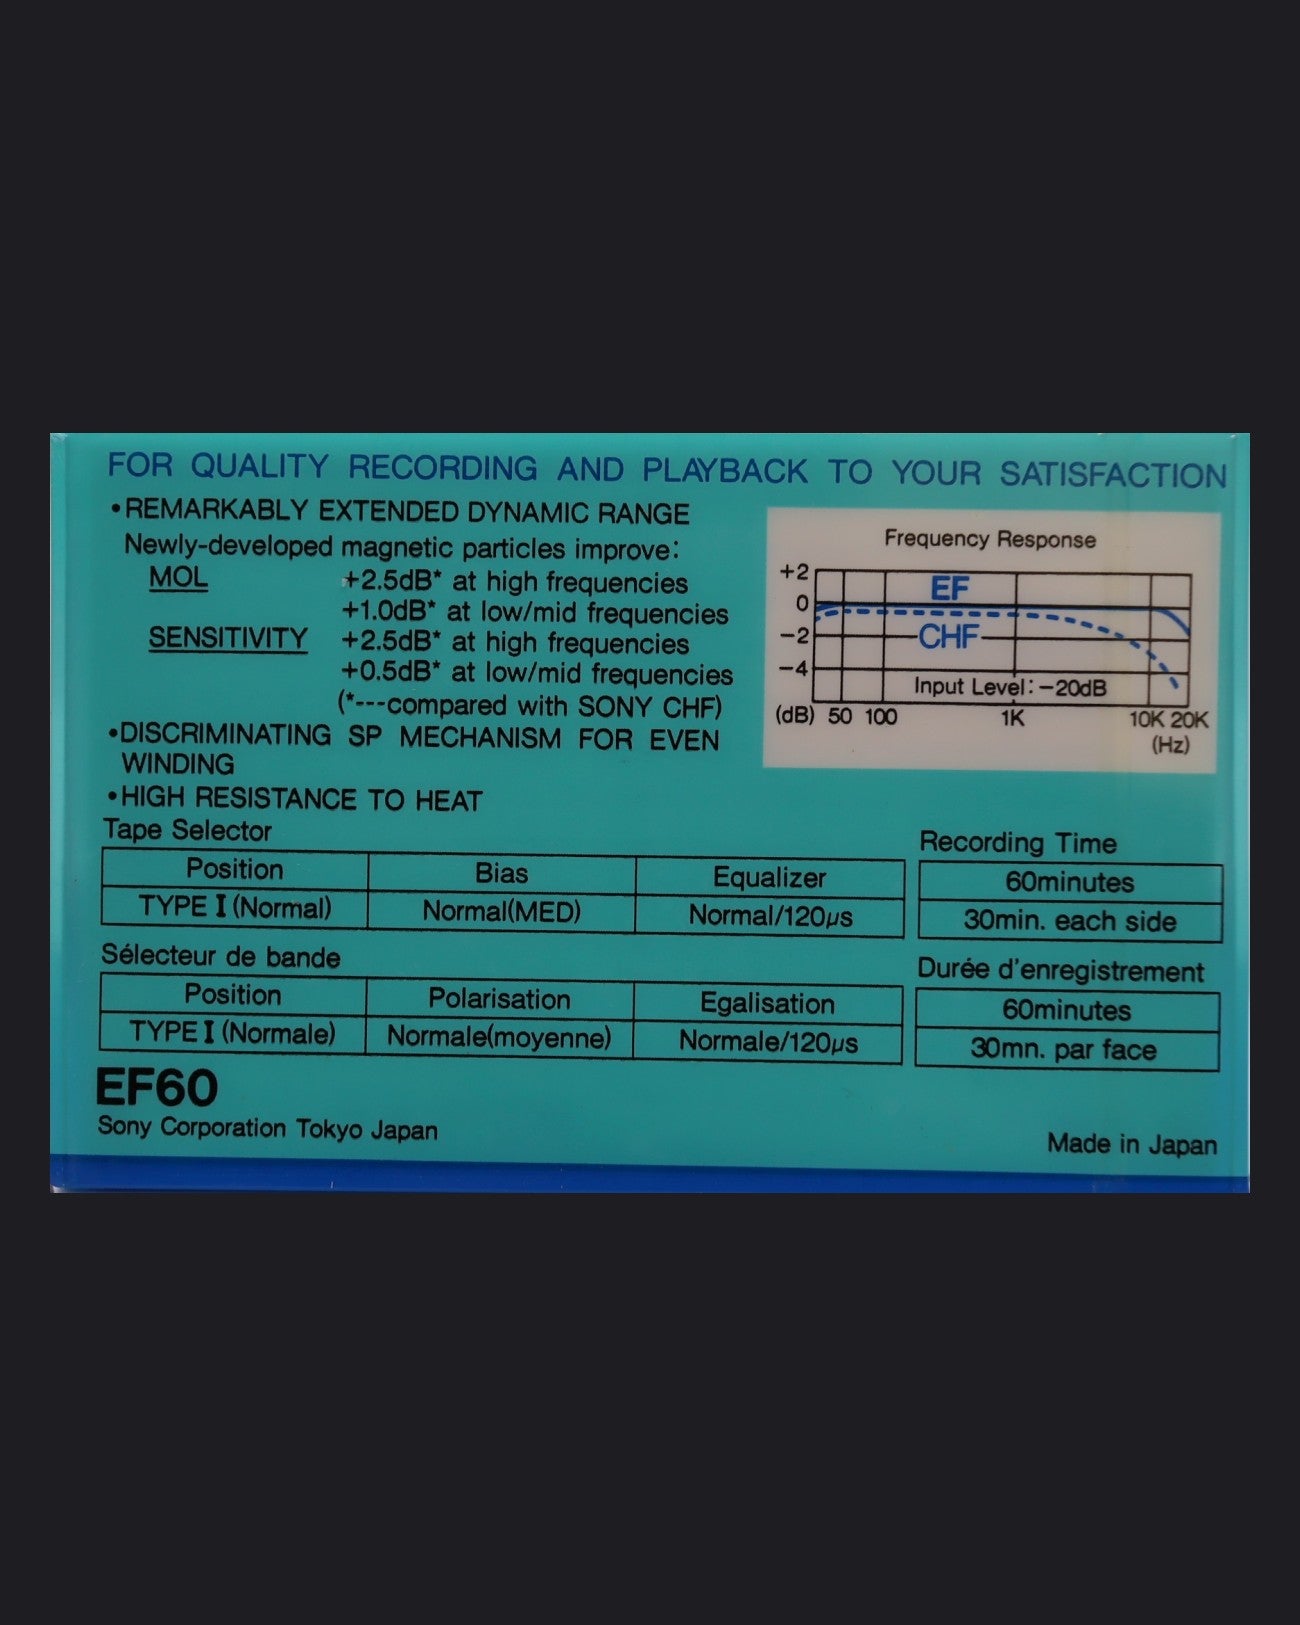 FOR QUALITY RECORDING AND PLAYBACK TO YOUR SATISFACTION
•REMARKABLY EXTENDED DYNAMIC RANGE
Newly-developed magnetic particles improve:
MOL +2.5dB* at high frequencies
+1.0dB* at low/mid frequencies
SENSITIVITY +2.5dB* at high frequencies
+0.5dB* at low/mid frequencies
(*---compared with SONY CHF)
•DISCRIMINATING SP MECHANISM FOR EVEN
WINDING
•HIGH RESISTANCE TO HEAT
Frequency Response
+2
EF
0
−2
CHF
−4
Input Level: −20dB
(dB) 50 100 1K 10K 20K
(Hz)
Tape Selector
Position Bias Equalizer
TYPE I (Normal) Normal(MED) Normal/120μs
Recording Time
60minutes
30min. each side
Sélecteur de bande
Position Polarisation Egalisation
TYPE I (Normale) Normale(moyenne) Normale/120μs
Durée d'enregistrement
60minutes
30mn. par face
EF60
Sony Corporation Tokyo Japan
Made in Japan